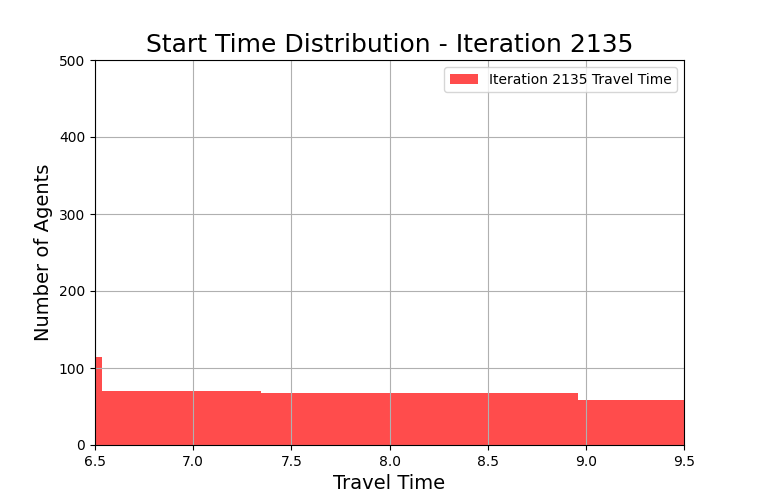 Start Time Distribution - Iteration 2135
500
Iteration 2135 Travel Time
400
300
200
100
0
Number of Agents
6.5 7.0 7.5 8.0 8.5 9.0 9.5
Travel Time